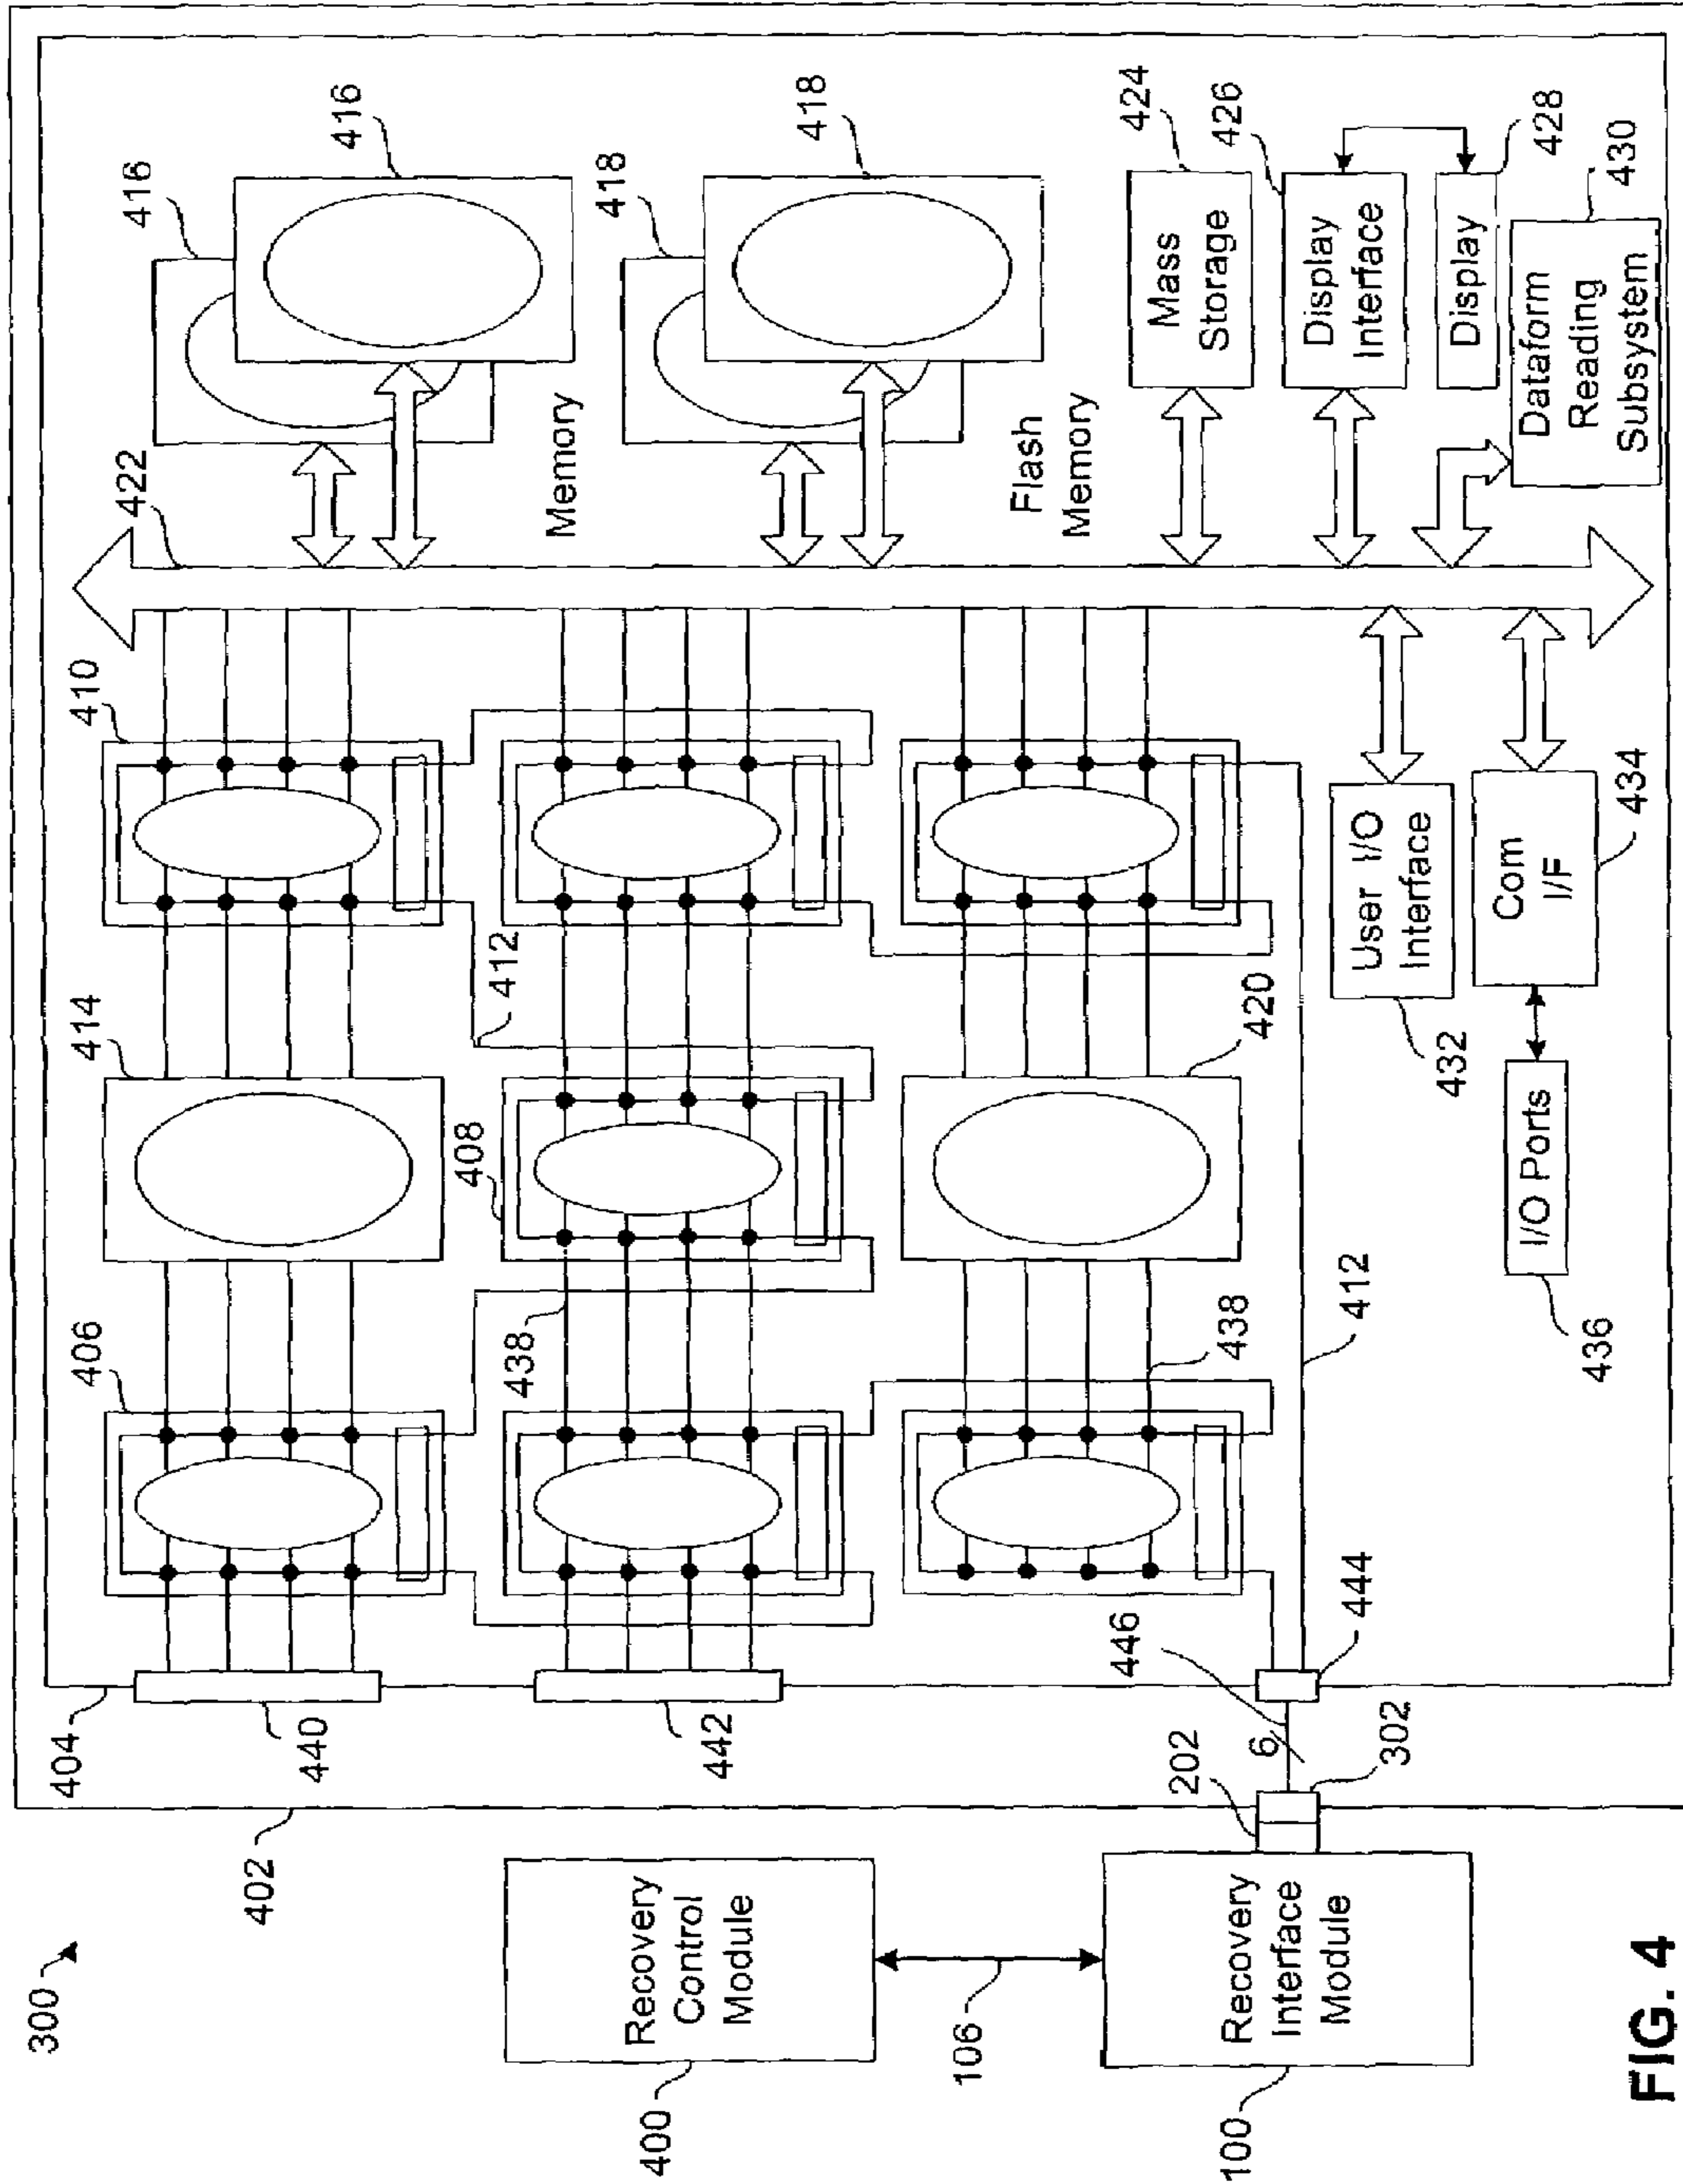 300
402
404
440
442
406
414
410
422
416
416
418
418
Memory
Flash
Memory
408
412
438
438
420
412
424
Mass
Storage
426
Display
Interface
Display
428
430
Dataform
Reading
Subsystem
User I/O
Interface
432
Com
I/F
434
I/O Ports
436
444
446
6
302
202
Recovery
Control
Module
400
106
Recovery
Interface
Module
100
FIG. 4